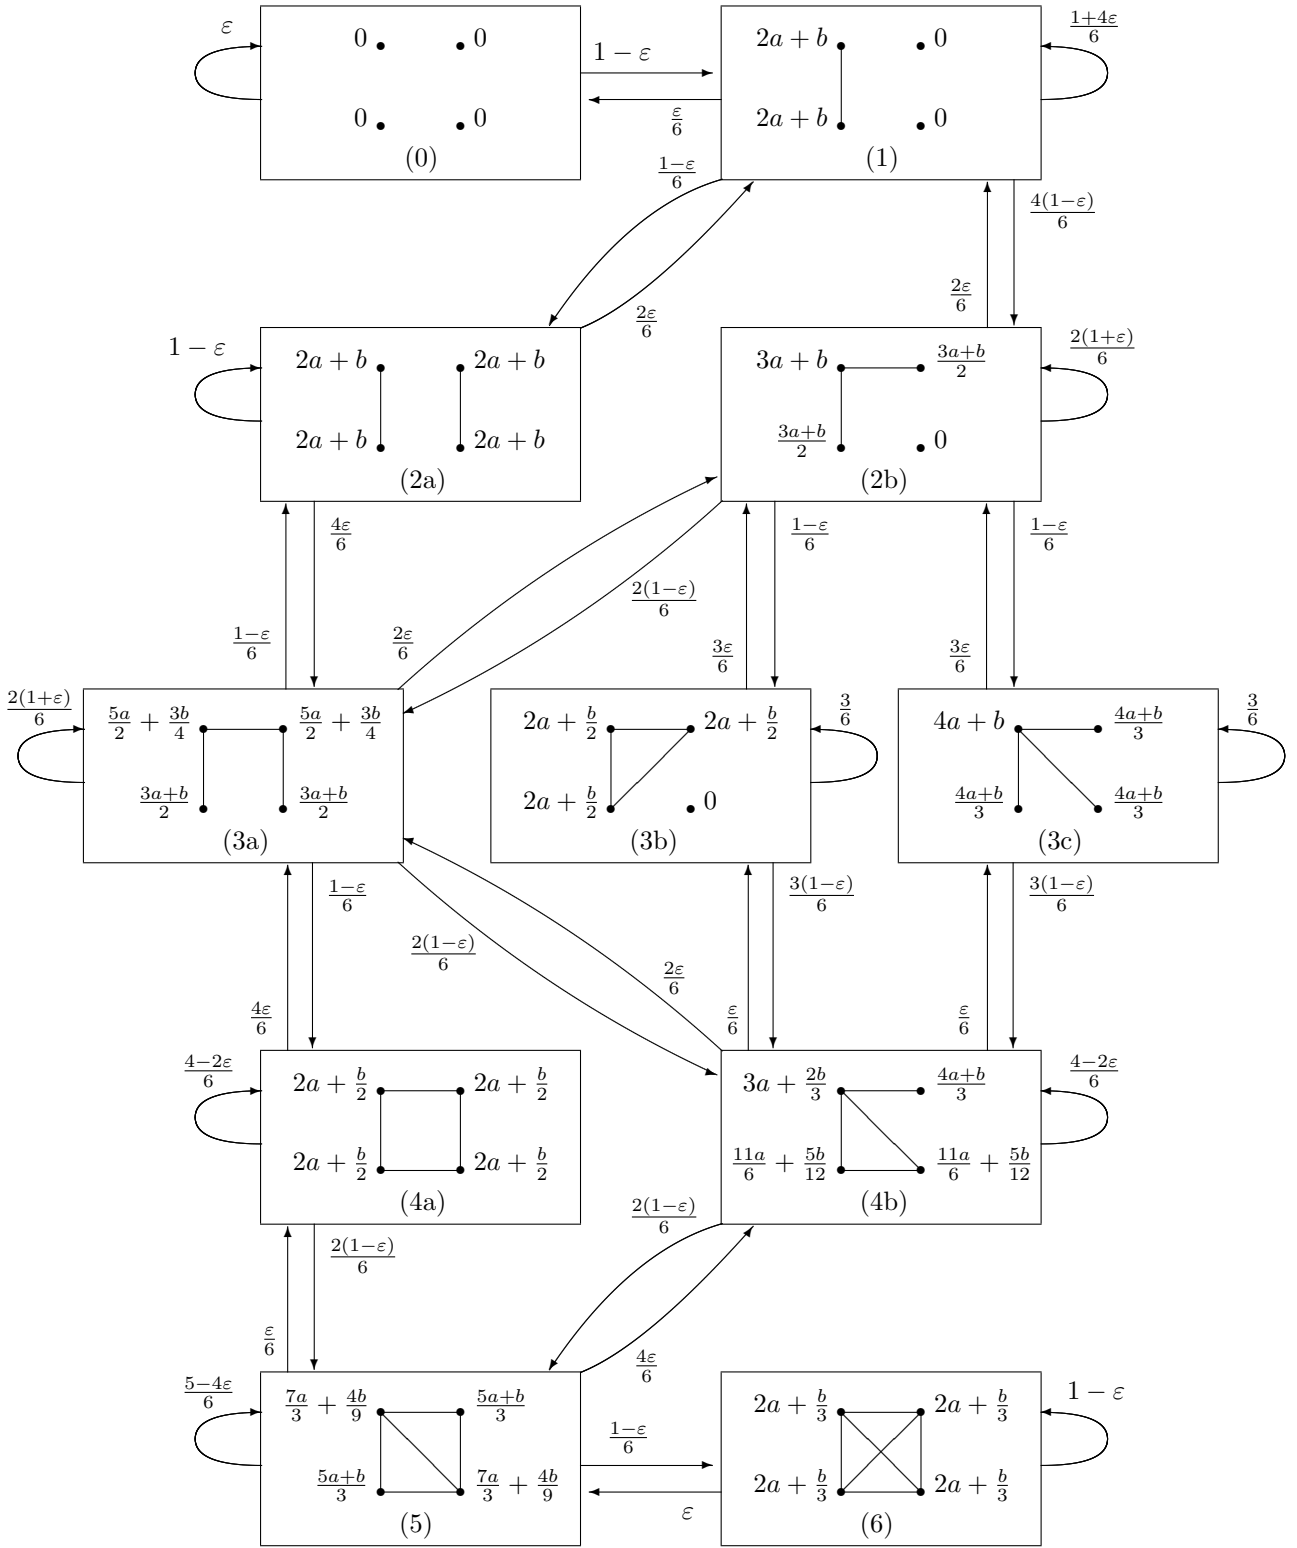 ε
0 0
0 0
(0)
1 − ε
ε/6
2a + b 0
2a + b 0
(1)
(1+4ε)/6
(1−ε)/6
4(1−ε)/6
2ε/6
2ε/6
1 − ε
2a + b 2a + b
2a + b 2a + b
(2a)
3a + b (3a+b)/2
(3a+b)/2 0
(2b)
2(1+ε)/6
4ε/6
(1−ε)/6
2ε/6
2(1−ε)/6
(1−ε)/6
3ε/6
(1−ε)/6
3ε/6
2(1+ε)/6
5a/2 + 3b/4 5a/2 + 3b/4
(3a+b)/2 (3a+b)/2
(3a)
2a + b/2 2a + b/2
2a + b/2 0
(3b)
3/6
4a + b (4a+b)/3
(4a+b)/3 (4a+b)/3
(3c)
3/6
(1−ε)/6
4ε/6
2(1−ε)/6
2ε/6
3(1−ε)/6
ε/6
3(1−ε)/6
ε/6
(4−2ε)/6
2a + b/2 2a + b/2
2a + b/2 2a + b/2
(4a)
3a + 2b/3 (4a+b)/3
11a/6 + 5b/12 11a/6 + 5b/12
(4b)
(4−2ε)/6
2(1−ε)/6
2(1−ε)/6
ε/6
4ε/6
(5−4ε)/6
7a/3 + 4b/9 (5a+b)/3
(5a+b)/3 7a/3 + 4b/9
(5)
(1−ε)/6
ε
2a + b/3 2a + b/3
2a + b/3 2a + b/3
(6)
1 − ε